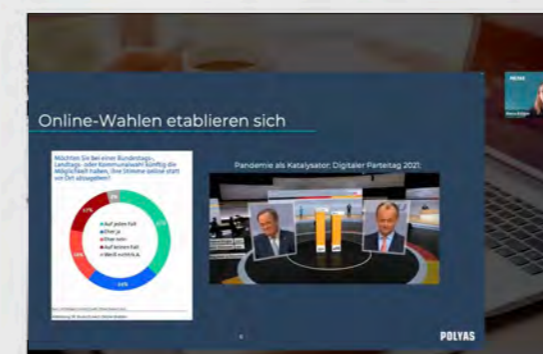 Online-Wahlen etablieren sich
Möchten Sie bei einer Bundestags-,
Landtags- oder Kommunalwahl künftig die
Möglichkeit haben, Ihre Stimme online statt
vor Ort abzugeben?
Pandemie als Katalysator: Digitaler Parteitag 2021:
Auf jeden Fall
Eher ja
Eher nein
Auf keinen Fall
Weiß nicht/k.A.
17%
24%
POLYAS